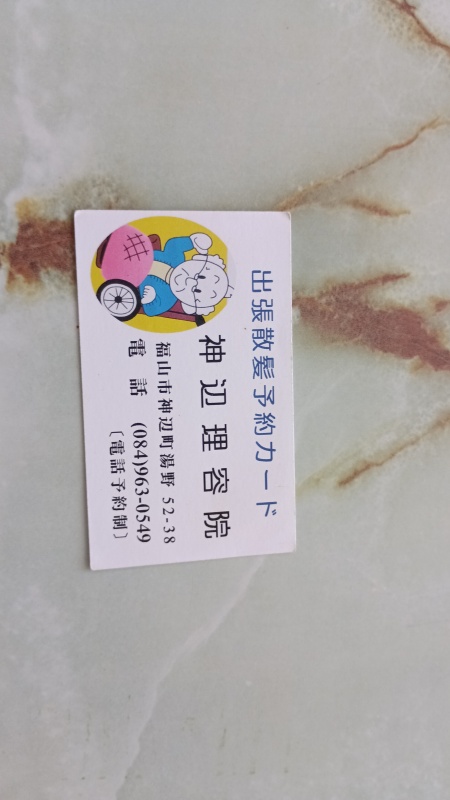 出張散髪予約カード
神辺理容院
福山市神辺町湯野 52-38
電話 (084)963-0549
〔電話予約制〕